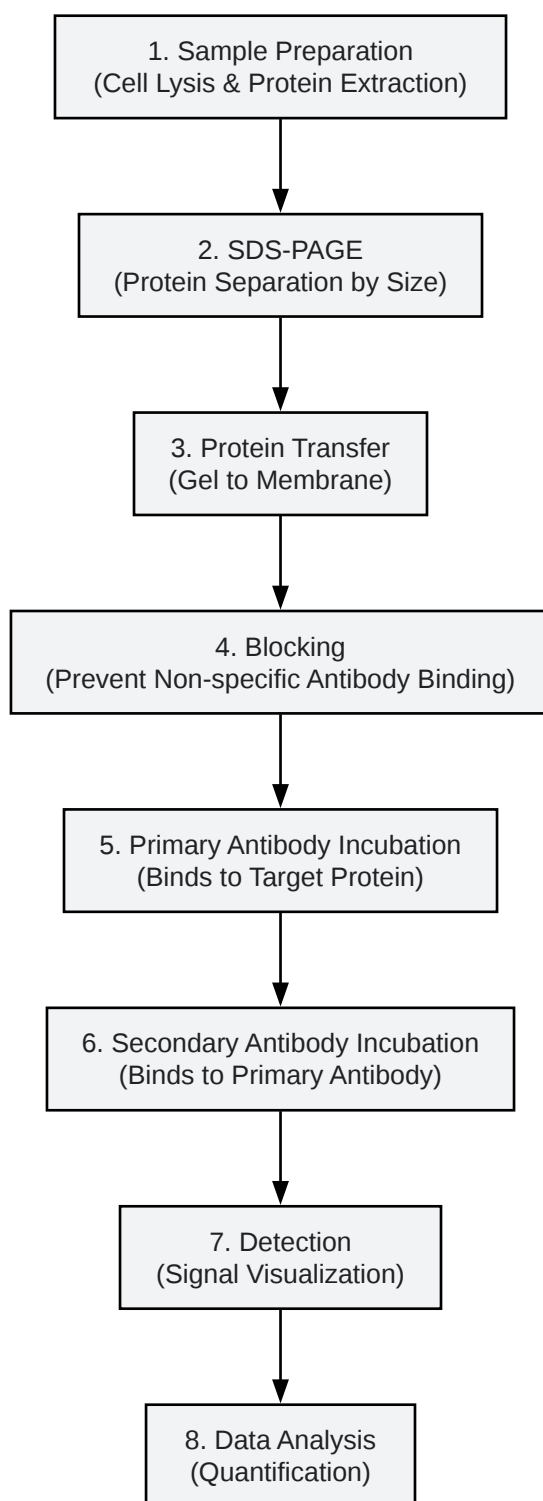 1. Sample Preparation
(Cell Lysis & Protein Extraction)
2. SDS-PAGE
(Protein Separation by Size)
3. Protein Transfer
(Gel to Membrane)
4. Blocking
(Prevent Non-specific Antibody Binding)
5. Primary Antibody Incubation
(Binds to Target Protein)
6. Secondary Antibody Incubation
(Binds to Primary Antibody)
7. Detection
(Signal Visualization)
8. Data Analysis
(Quantification)